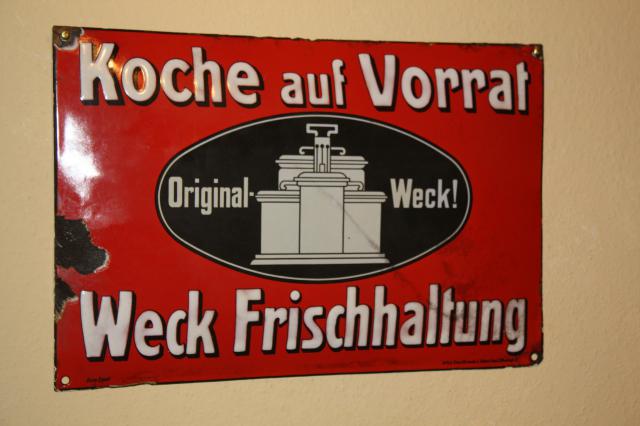 Koche auf Vorrat
Original- Weck!
Weck Frischhaltung